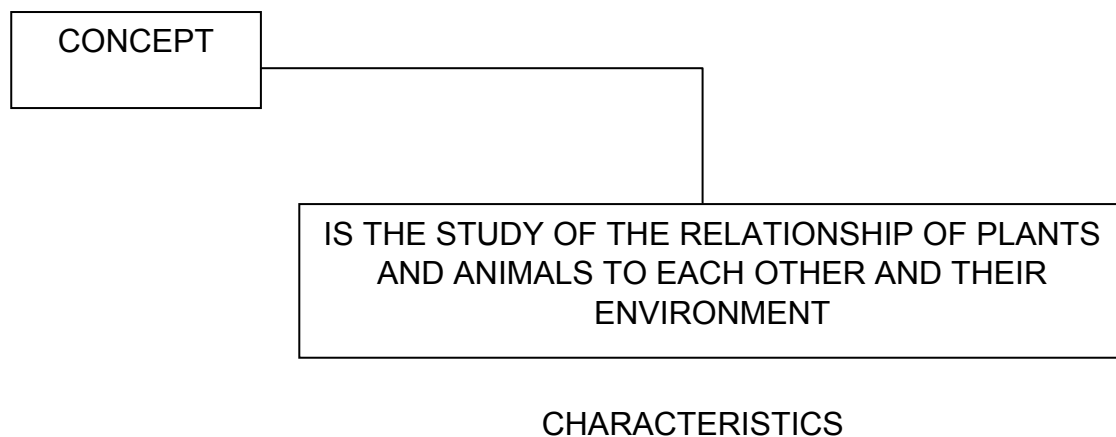 CONCEPT
IS THE STUDY OF THE RELATIONSHIP OF PLANTS
AND ANIMALS TO EACH OTHER AND THEIR
ENVIRONMENT
CHARACTERISTICS